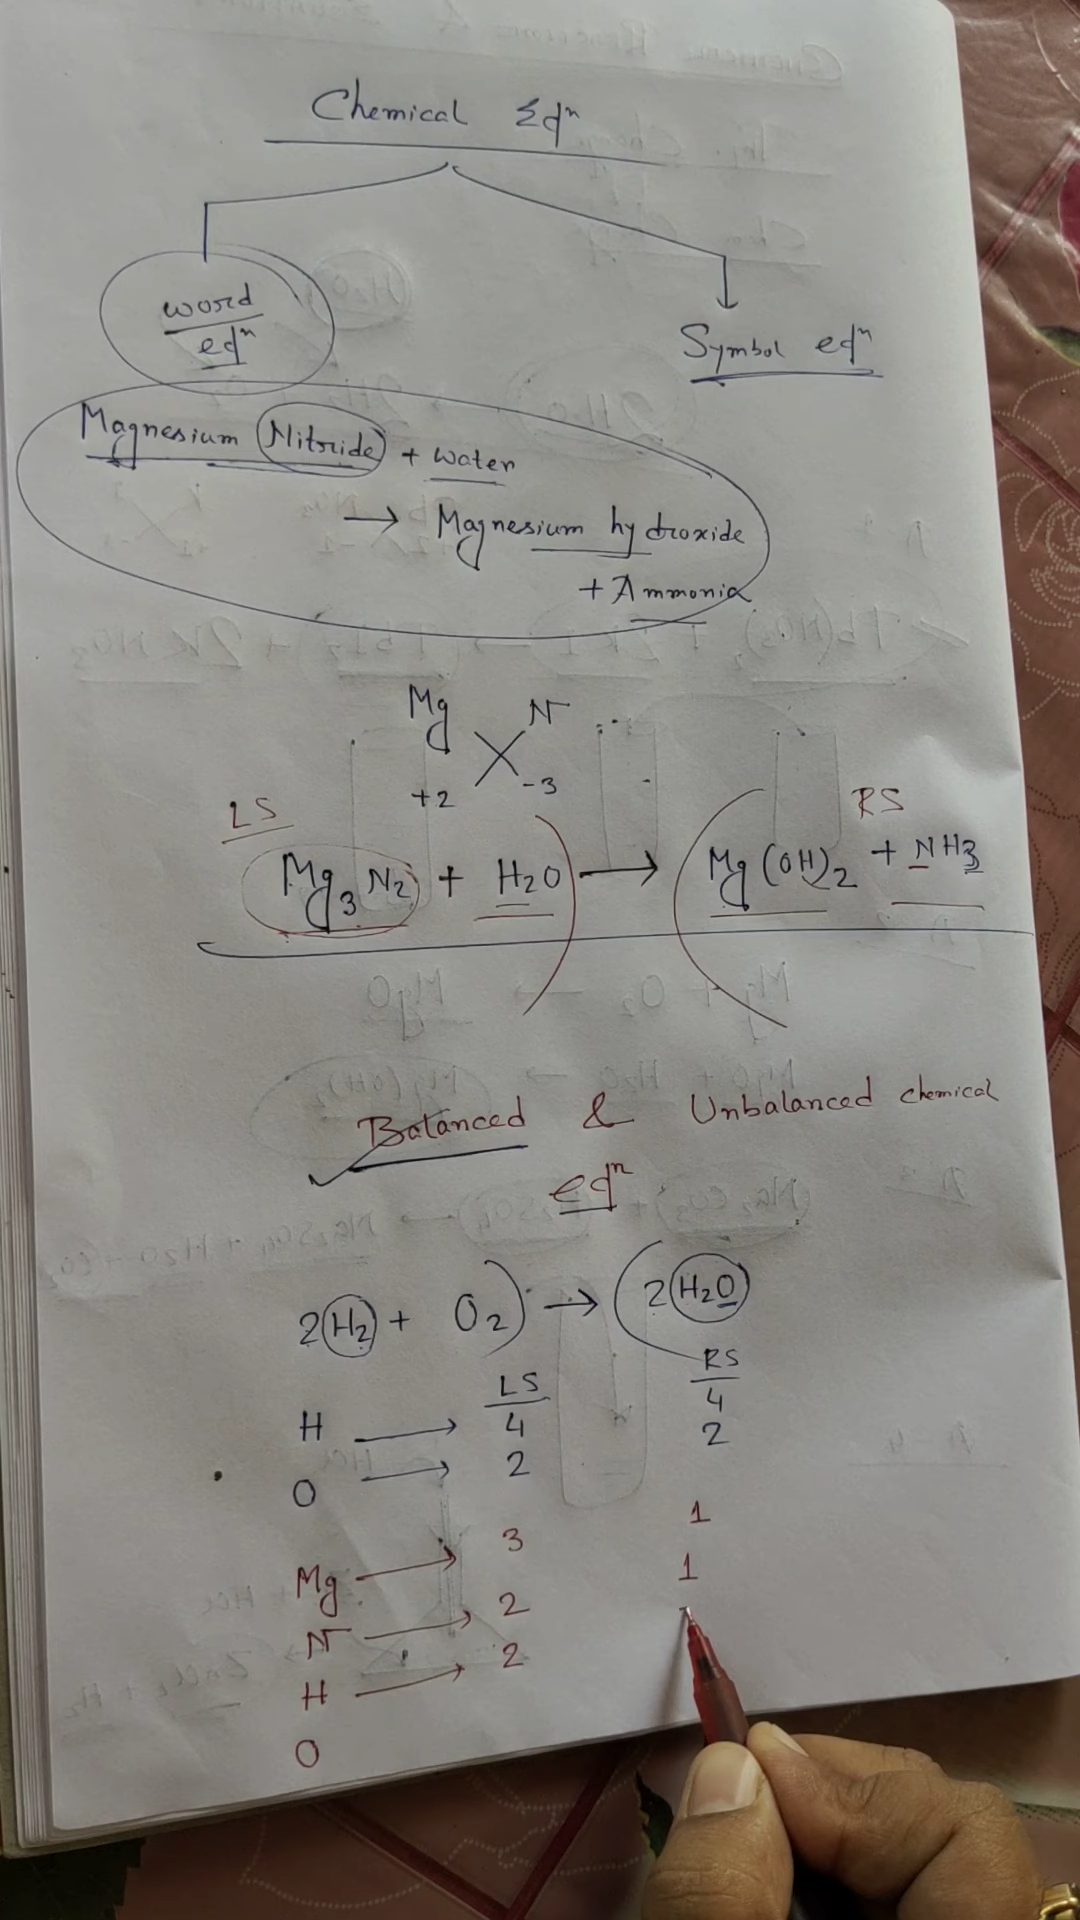 Chemical Eqⁿ
word
eqⁿ
Symbol eqⁿ
Magnesium Nitride + water
→ Magnesium hydroxide
+ Ammonia
Mg N
+2 -3
LS RS
Mg₃N₂ + H₂O → Mg(OH)₂ + NH₃
Balanced & Unbalanced chemical
eqⁿ
2H₂ + O₂ → 2H₂O
LS RS
H → 4 4
O → 2 2
Mg → 3 1
N → 2 1
H → 2
O